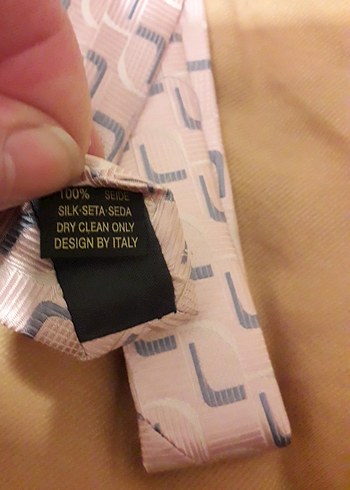 100% SEIDE
SILK-SETA-SEDA
DRY CLEAN ONLY
DESIGN BY ITALY